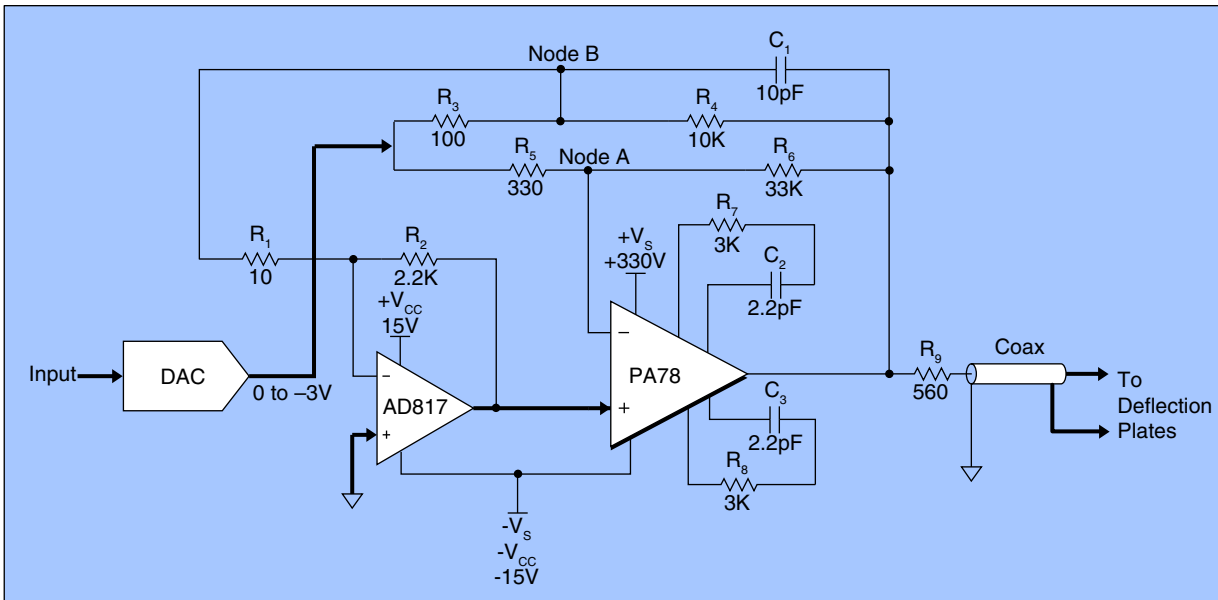 Node B
C₁
10pF
R₃
100
R₄
10K
R₅
330
Node A
R₆
33K
R₁
10
R₂
2.2K
R₇
3K
+Vₛ
+330V
C₂
2.2pF
+V_CC
15V
Input
DAC
0 to –3V
AD817
PA78
R₉
560
Coax
To
Deflection
Plates
C₃
2.2pF
R₈
3K
-Vₛ
-V_CC
-15V
−
+
−
+